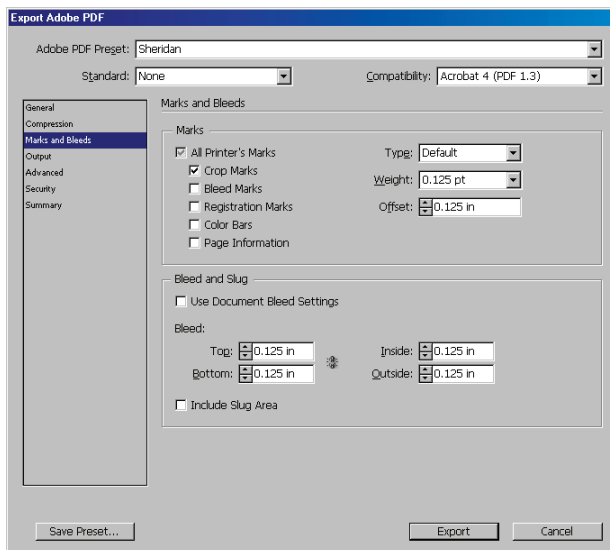 Export Adobe PDF
Adobe PDF Preset: Sheridan
Standard: None Compatibility: Acrobat 4 (PDF 1.3)
General
Compression
Marks and Bleeds
Output
Advanced
Security
Summary
Marks and Bleeds
Marks
All Printer's Marks
Crop Marks
Bleed Marks
Registration Marks
Color Bars
Page Information
Type: Default
Weight: 0.125 pt
Offset: 0.125 in
Bleed and Slug
Use Document Bleed Settings
Bleed:
Top: 0.125 in Inside: 0.125 in
Bottom: 0.125 in Outside: 0.125 in
Include Slug Area
Save Preset... Export Cancel